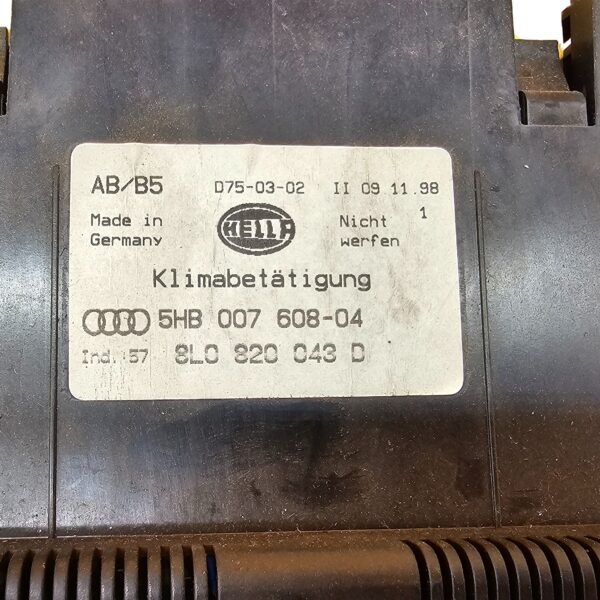 AB/B5 D75-03-02 II 09 11.98
Made in Germany HELLA Nicht werfen 1
Klimabetätigung
5HB 007 608-04
Ind. 57 8L0 820 043 D